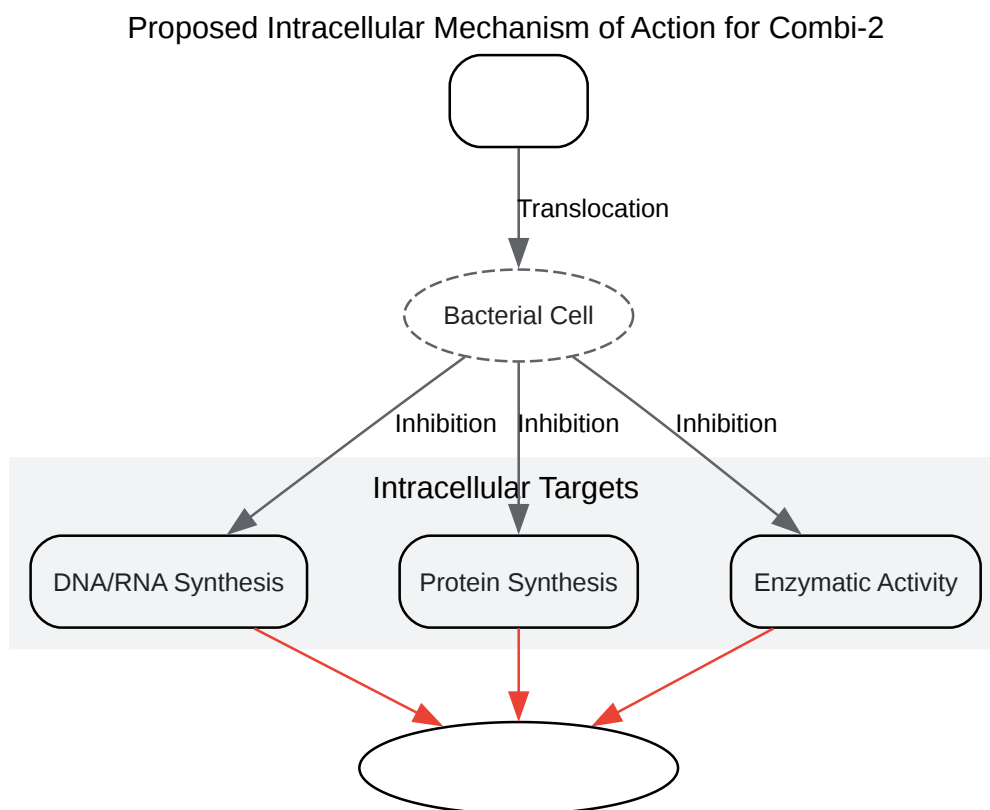 Proposed Intracellular Mechanism of Action for Combi-2
Translocation
Bacterial Cell
Inhibition
Inhibition
Inhibition
Intracellular Targets
DNA/RNA Synthesis
Protein Synthesis
Enzymatic Activity